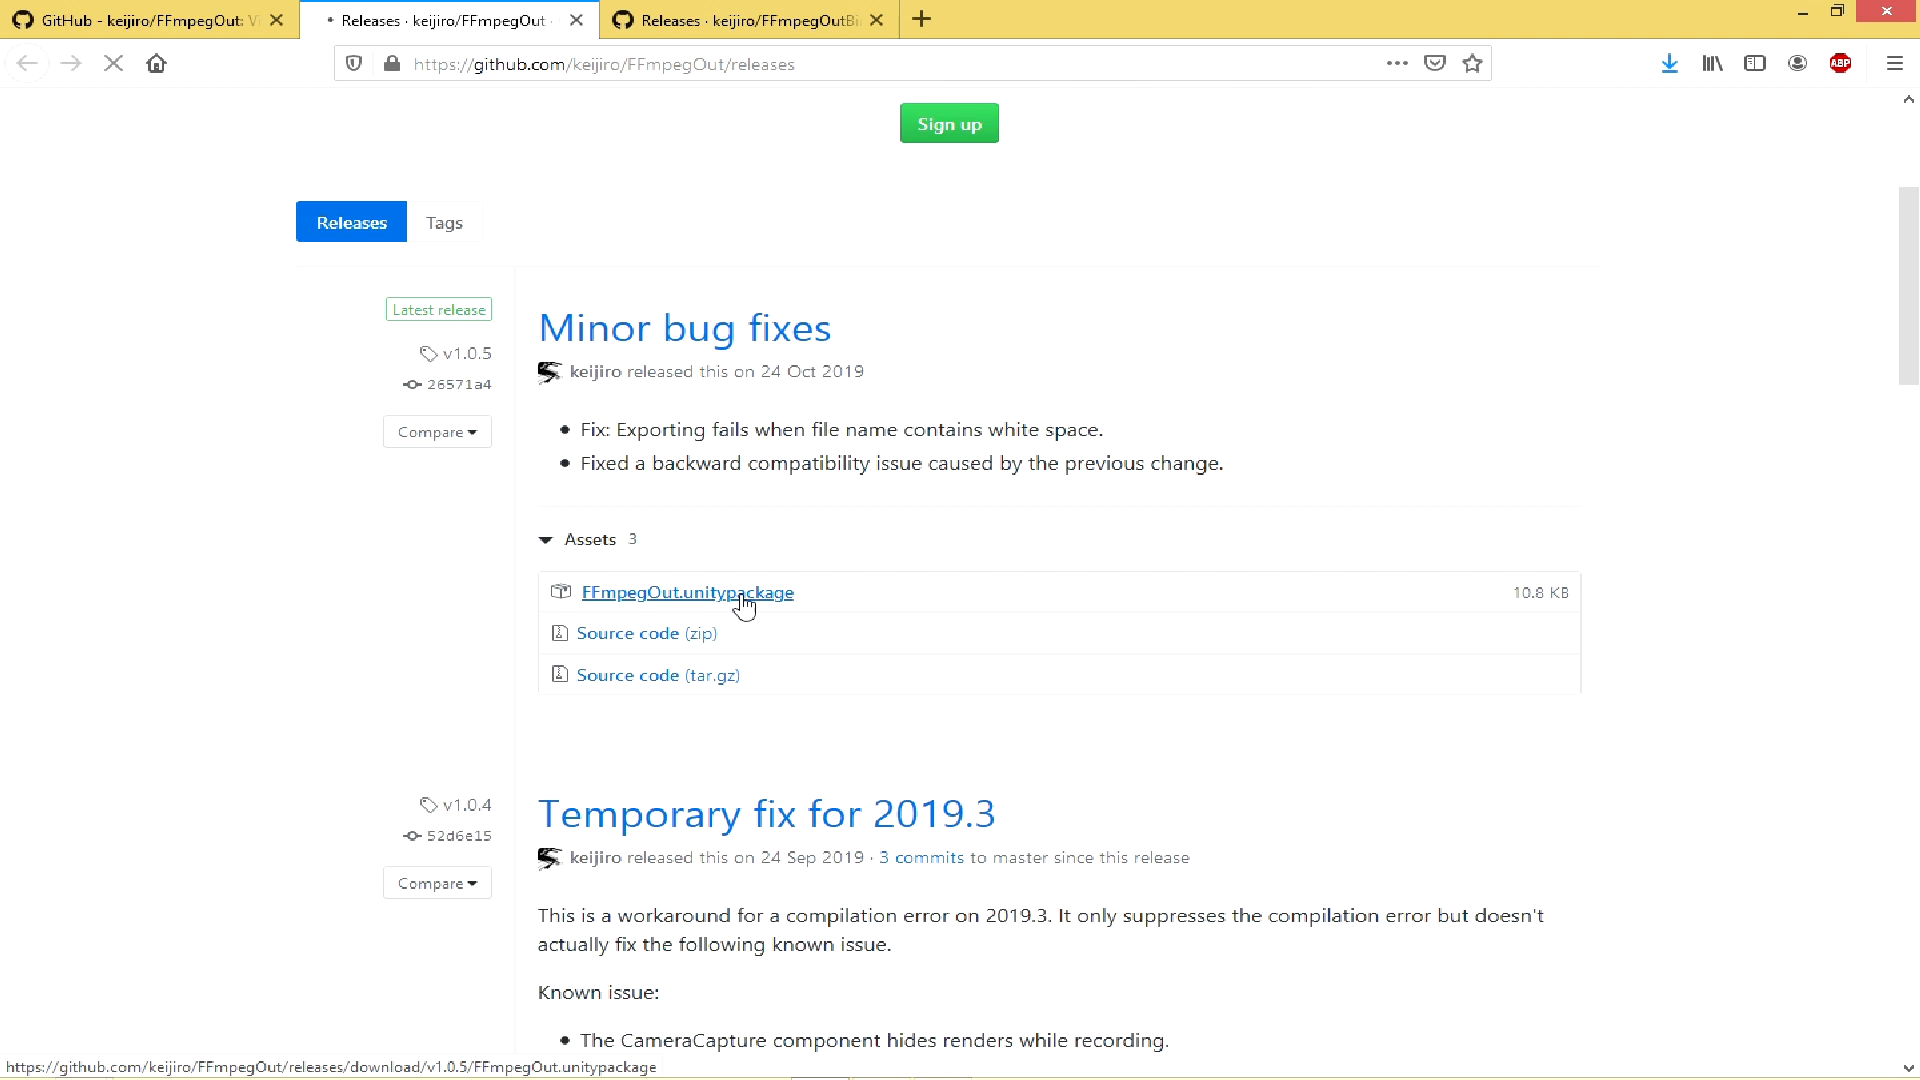 GitHub - keijiro/FFmpegOut: Vi
Releases · keijiro/FFmpegOut ·
Releases · keijiro/FFmpegOutBi
https://github.com/keijiro/FFmpegOut/releases
ABP
Sign up
Releases
Tags
Latest release
v1.0.5
26571a4
Compare
Minor bug fixes
keijiro released this on 24 Oct 2019
Fix: Exporting fails when file name contains white space.
Fixed a backward compatibility issue caused by the previous change.
Assets 3
FFmpegOut.unitypackage 10.8 KB
Source code (zip)
Source code (tar.gz)
v1.0.4
52d6e15
Compare
Temporary fix for 2019.3
keijiro released this on 24 Sep 2019 · 3 commits to master since this release
This is a workaround for a compilation error on 2019.3. It only suppresses the compilation error but doesn't
actually fix the following known issue.
Known issue:
The CameraCapture component hides renders while recording.
https://github.com/keijiro/FFmpegOut/releases/download/v1.0.5/FFmpegOut.unitypackage